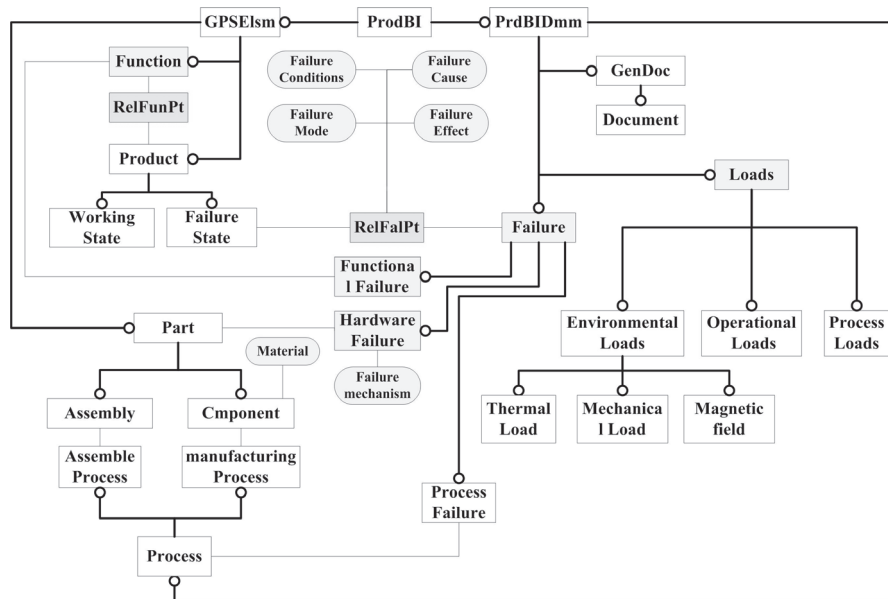 GPSElsm
ProdBI
PrdBIDmm
Function
Failure
Conditions
Failure
Cause
GenDoc
RelFunPt
Failure
Mode
Failure
Effect
Document
Product
Loads
Working
State
Failure
State
RelFalPt
Failure
Functiona
l Failure
Part
Hardware
Failure
Environmental
Loads
Operational
Loads
Process
Loads
Material
Failure
mechanism
Assembly
Cmponent
Thermal
Load
Mechanica
l Load
Magnetic
field
Assemble
Process
manufacturing
Process
Process
Failure
Process